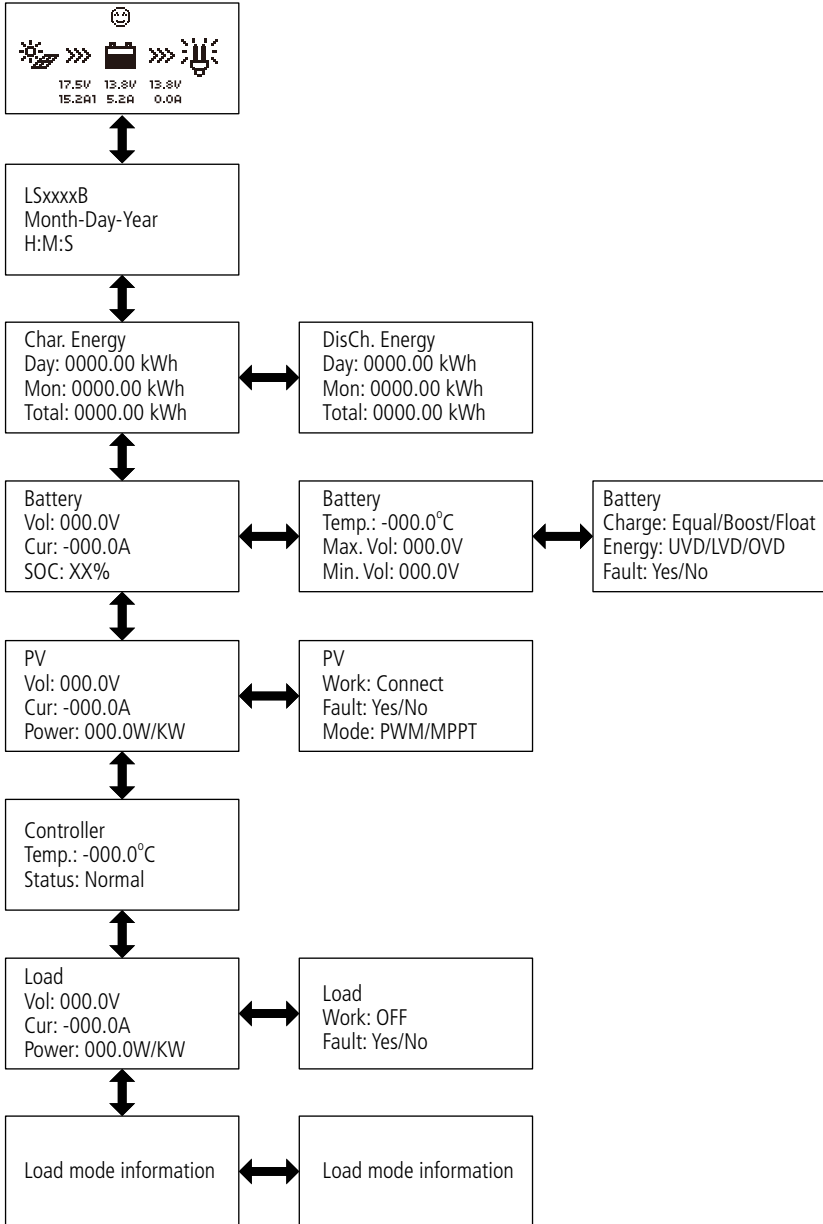 17.5V 13.8V 13.8V
15.2A1 5.2A 0.0A
LSxxxxB
Month-Day-Year
H:M:S
Char. Energy
Day: 0000.00 kWh
Mon: 0000.00 kWh
Total: 0000.00 kWh
DisCh. Energy
Day: 0000.00 kWh
Mon: 0000.00 kWh
Total: 0000.00 kWh
Battery
Vol: 000.0V
Cur: -000.0A
SOC: XX%
Battery
Temp.: -000.0°C
Max. Vol: 000.0V
Min. Vol: 000.0V
Battery
Charge: Equal/Boost/Float
Energy: UVD/LVD/OVD
Fault: Yes/No
PV
Vol: 000.0V
Cur: -000.0A
Power: 000.0W/KW
PV
Work: Connect
Fault: Yes/No
Mode: PWM/MPPT
Controller
Temp.: -000.0°C
Status: Normal
Load
Vol: 000.0V
Cur: -000.0A
Power: 000.0W/KW
Load
Work: OFF
Fault: Yes/No
Load mode information
Load mode information